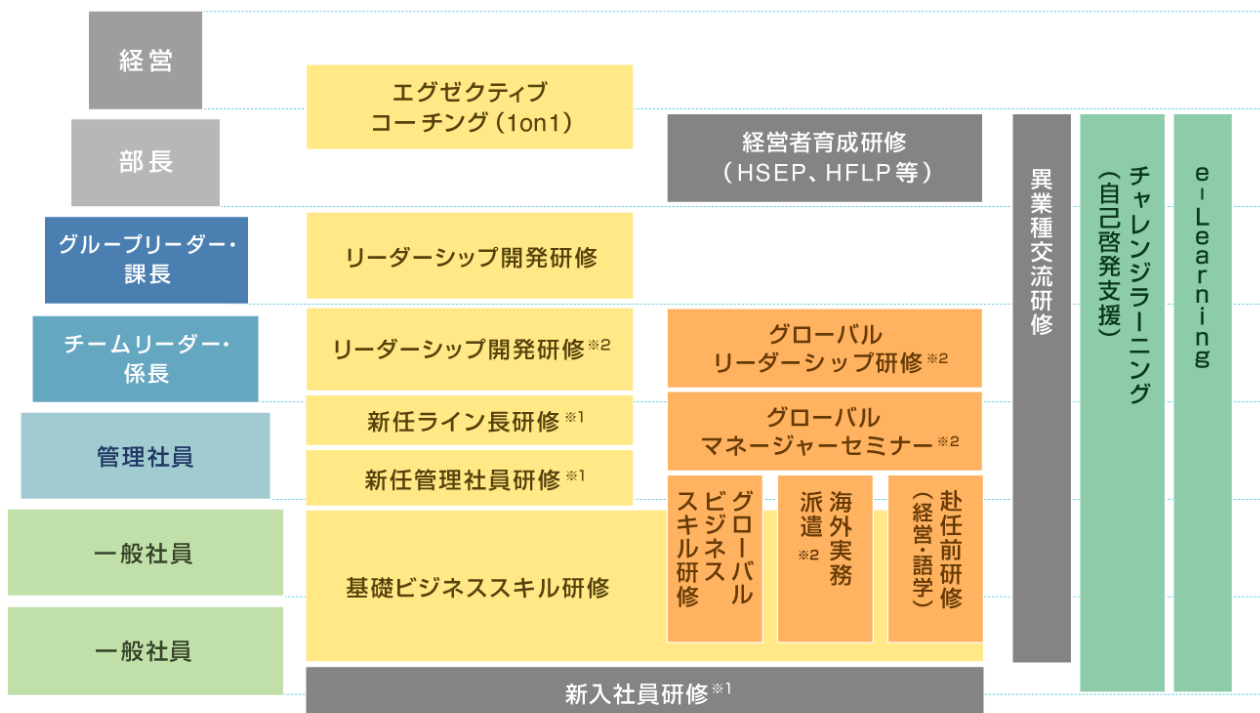 経営
部長
グループリーダー・
課長
チームリーダー・
係長
管理社員
一般社員
一般社員
エグゼクティブ
コーチング（1on1）
リーダーシップ開発研修
リーダーシップ開発研修※2
新任ライン長研修※1
新任管理社員研修※1
基礎ビジネススキル研修
新入社員研修※1
経営者育成研修
（HSEP、HFLP等）
グローバル
リーダーシップ研修※2
グローバル
マネージャーセミナー※2
グローバル
ビジネス
スキル研修
海外実務
派遣※2
赴任前研修
（経営・語学）
異業種交流研修
チャレンジラーニング
（自己啓発支援）
e-Learning